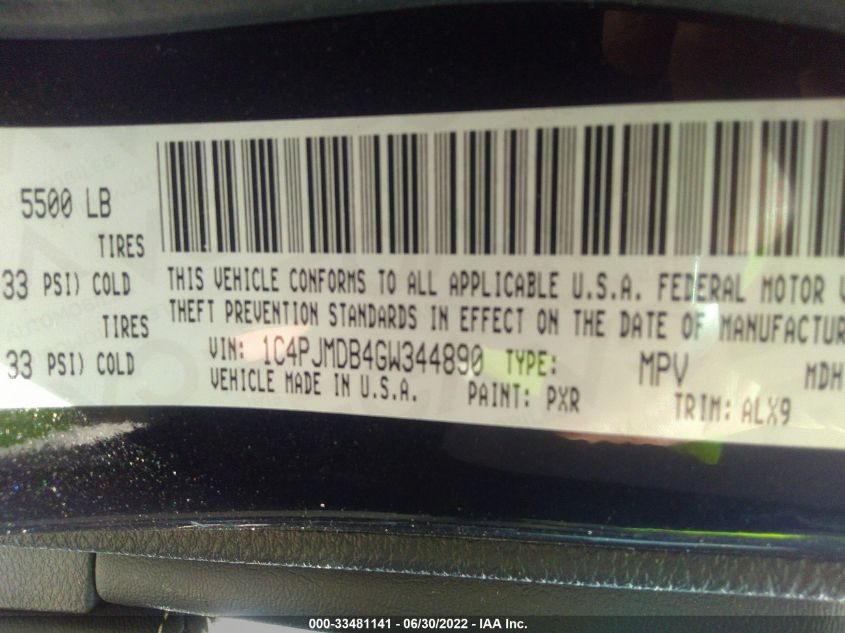 5500 LB
TIRES
33 PSI) COLD
TIRES
33 PSI) COLD
THIS VEHICLE CONFORMS TO ALL APPLICABLE U.S.A. FEDERAL MOTOR V
THEFT PREVENTION STANDARDS IN EFFECT ON THE DATE OF MANUFACTUR
VIN: 1C4PJMDB4GW344890 TYPE: MPV MDH
VEHICLE MADE IN U.S.A. PAINT: PXR TRIM: ALX9
000-33481141 - 06/30/2022 - IAA Inc.